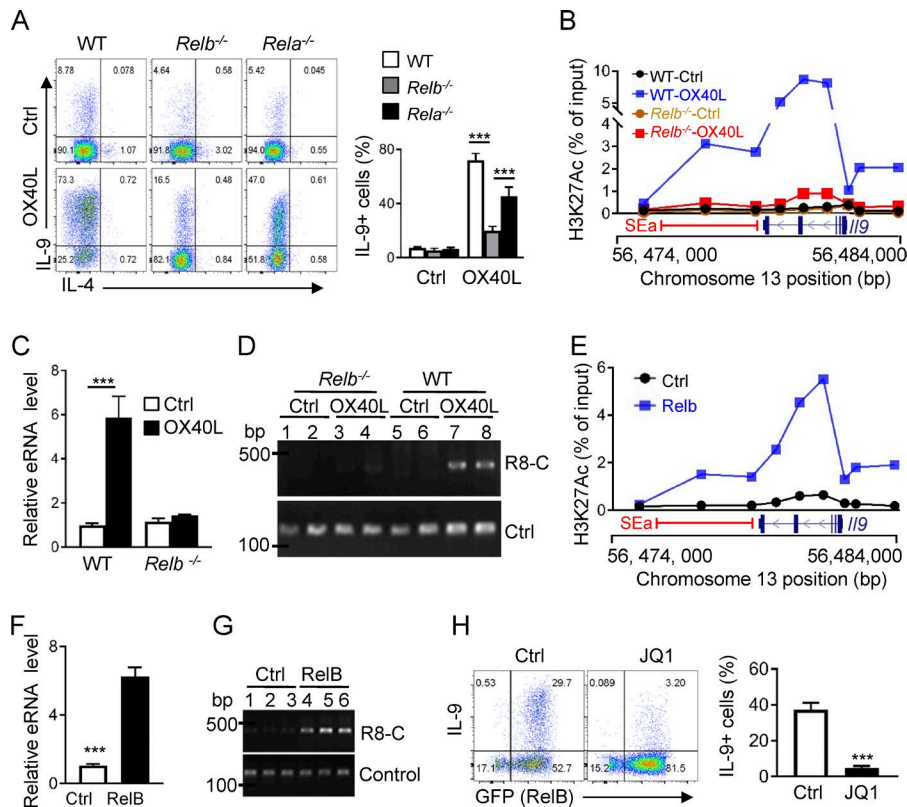 A
WT Relb-/- Rela-/-
Ctrl
8.78 0.078 4.64 0.58 5.42 0.045
90.1 1.07 91.8 3.02 94.0 0.55
OX40L
73.3 0.72 16.5 0.48 47.0 0.61
25.2 0.72 82.1 0.84 51.8 0.58
IL-9
IL-4
WT
Relb-/-
Rela-/-
IL-9+ cells (%)
80
60
40
20
0
*** ***
Ctrl OX40L
B
H3K27Ac (% of input)
10
5
5
4
3
2
1
0
WT-Ctrl
WT-OX40L
Relb-/--Ctrl
Relb-/--OX40L
SEa Il9
56, 474, 000 56, 484, 000
Chromosome 13 position (bp)
C
Relative eRNA level
8
6
4
2
0
***
Ctrl
OX40L
WT Relb -/-
D
Relb-/- WT
Ctrl OX40L Ctrl OX40L
bp 1 2 3 4 5 6 7 8
500
R8-C
Ctrl
100
E
H3K27Ac (% of input)
6
4
2
0
Ctrl
Relb
SEa Il9
56, 474, 000 56,484,000
Chromosome 13 position (bp)
F
Relative eRNA level
8
4
0
***
Ctrl RelB
G
Ctrl RelB
bp 1 2 3 4 5 6
500
R8-C
Control
100
H
Ctrl JQ1
0.53 29.7 0.089 3.20
17.1 52.7 15.2 81.5
IL-9
GFP (RelB)
IL-9+ cells (%)
60
40
20
0
***
Ctrl JQ1